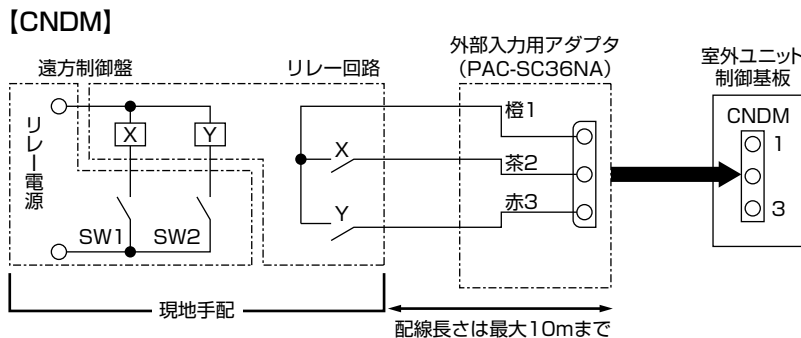 【CNDM】
遠方制御盤
リレー回路
外部入力用アダプタ
（PAC-SC36NA）
室外ユニット
制御基板
リレー電源
X
Y
SW1
SW2
X
Y
橙1
茶2
赤3
CNDM
1
3
現地手配
配線長さは最大10mまで